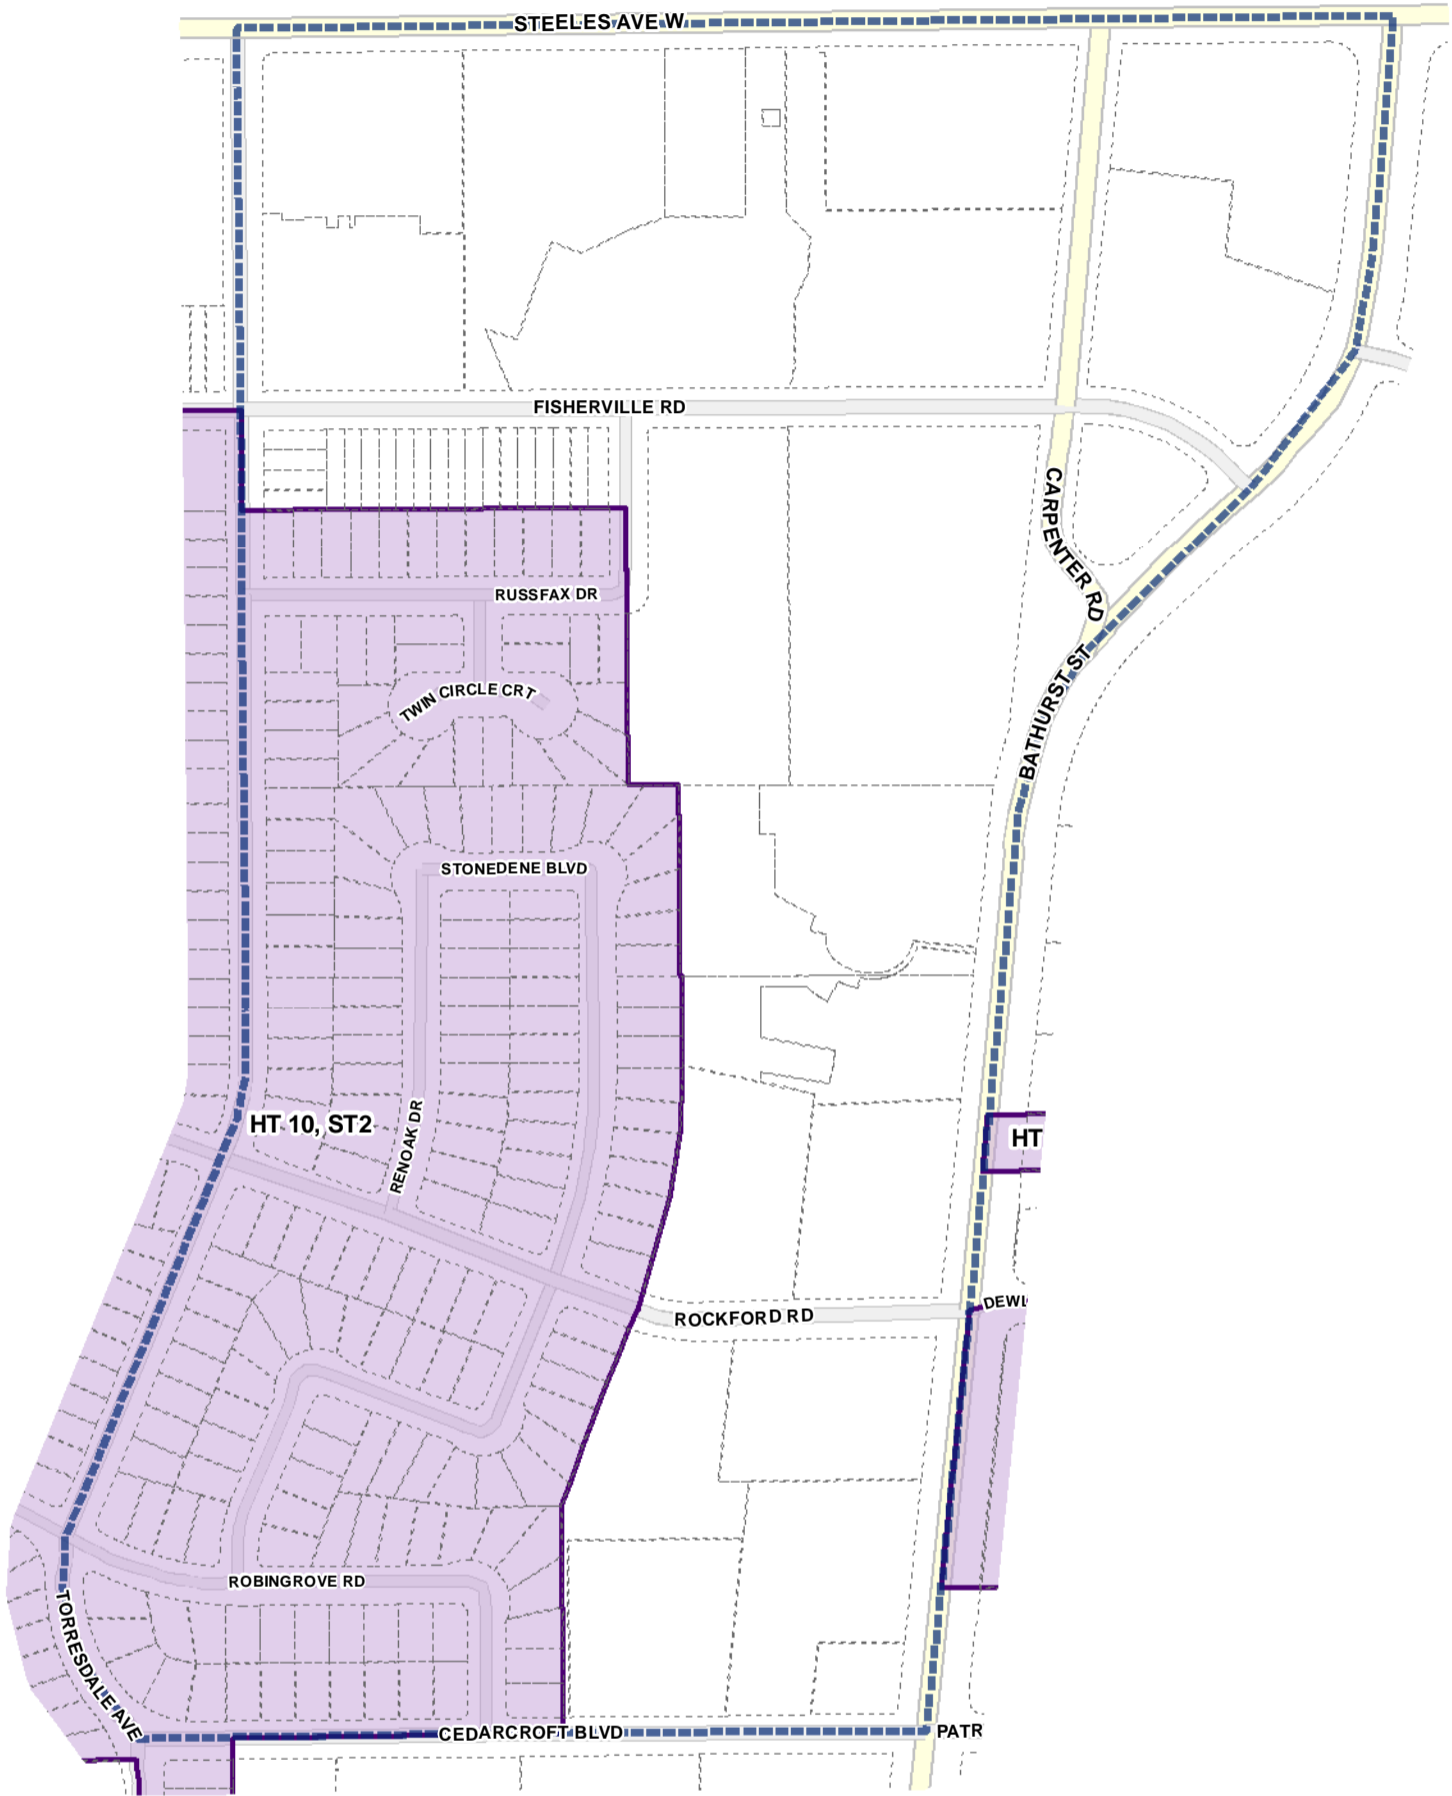 STEELES AVE W
FISHERVILLE RD
CARPENTER RD
RUSSFAX DR
BATHURST ST
TWIN CIRCLE CRT
STONEDENE BLVD
HT 10, ST2
RENOAK DR
HT
DEWL
ROCKFORD RD
ROBINGROVE RD
TORRESDALE AVE
CEDARCROFT BLVD
PATR